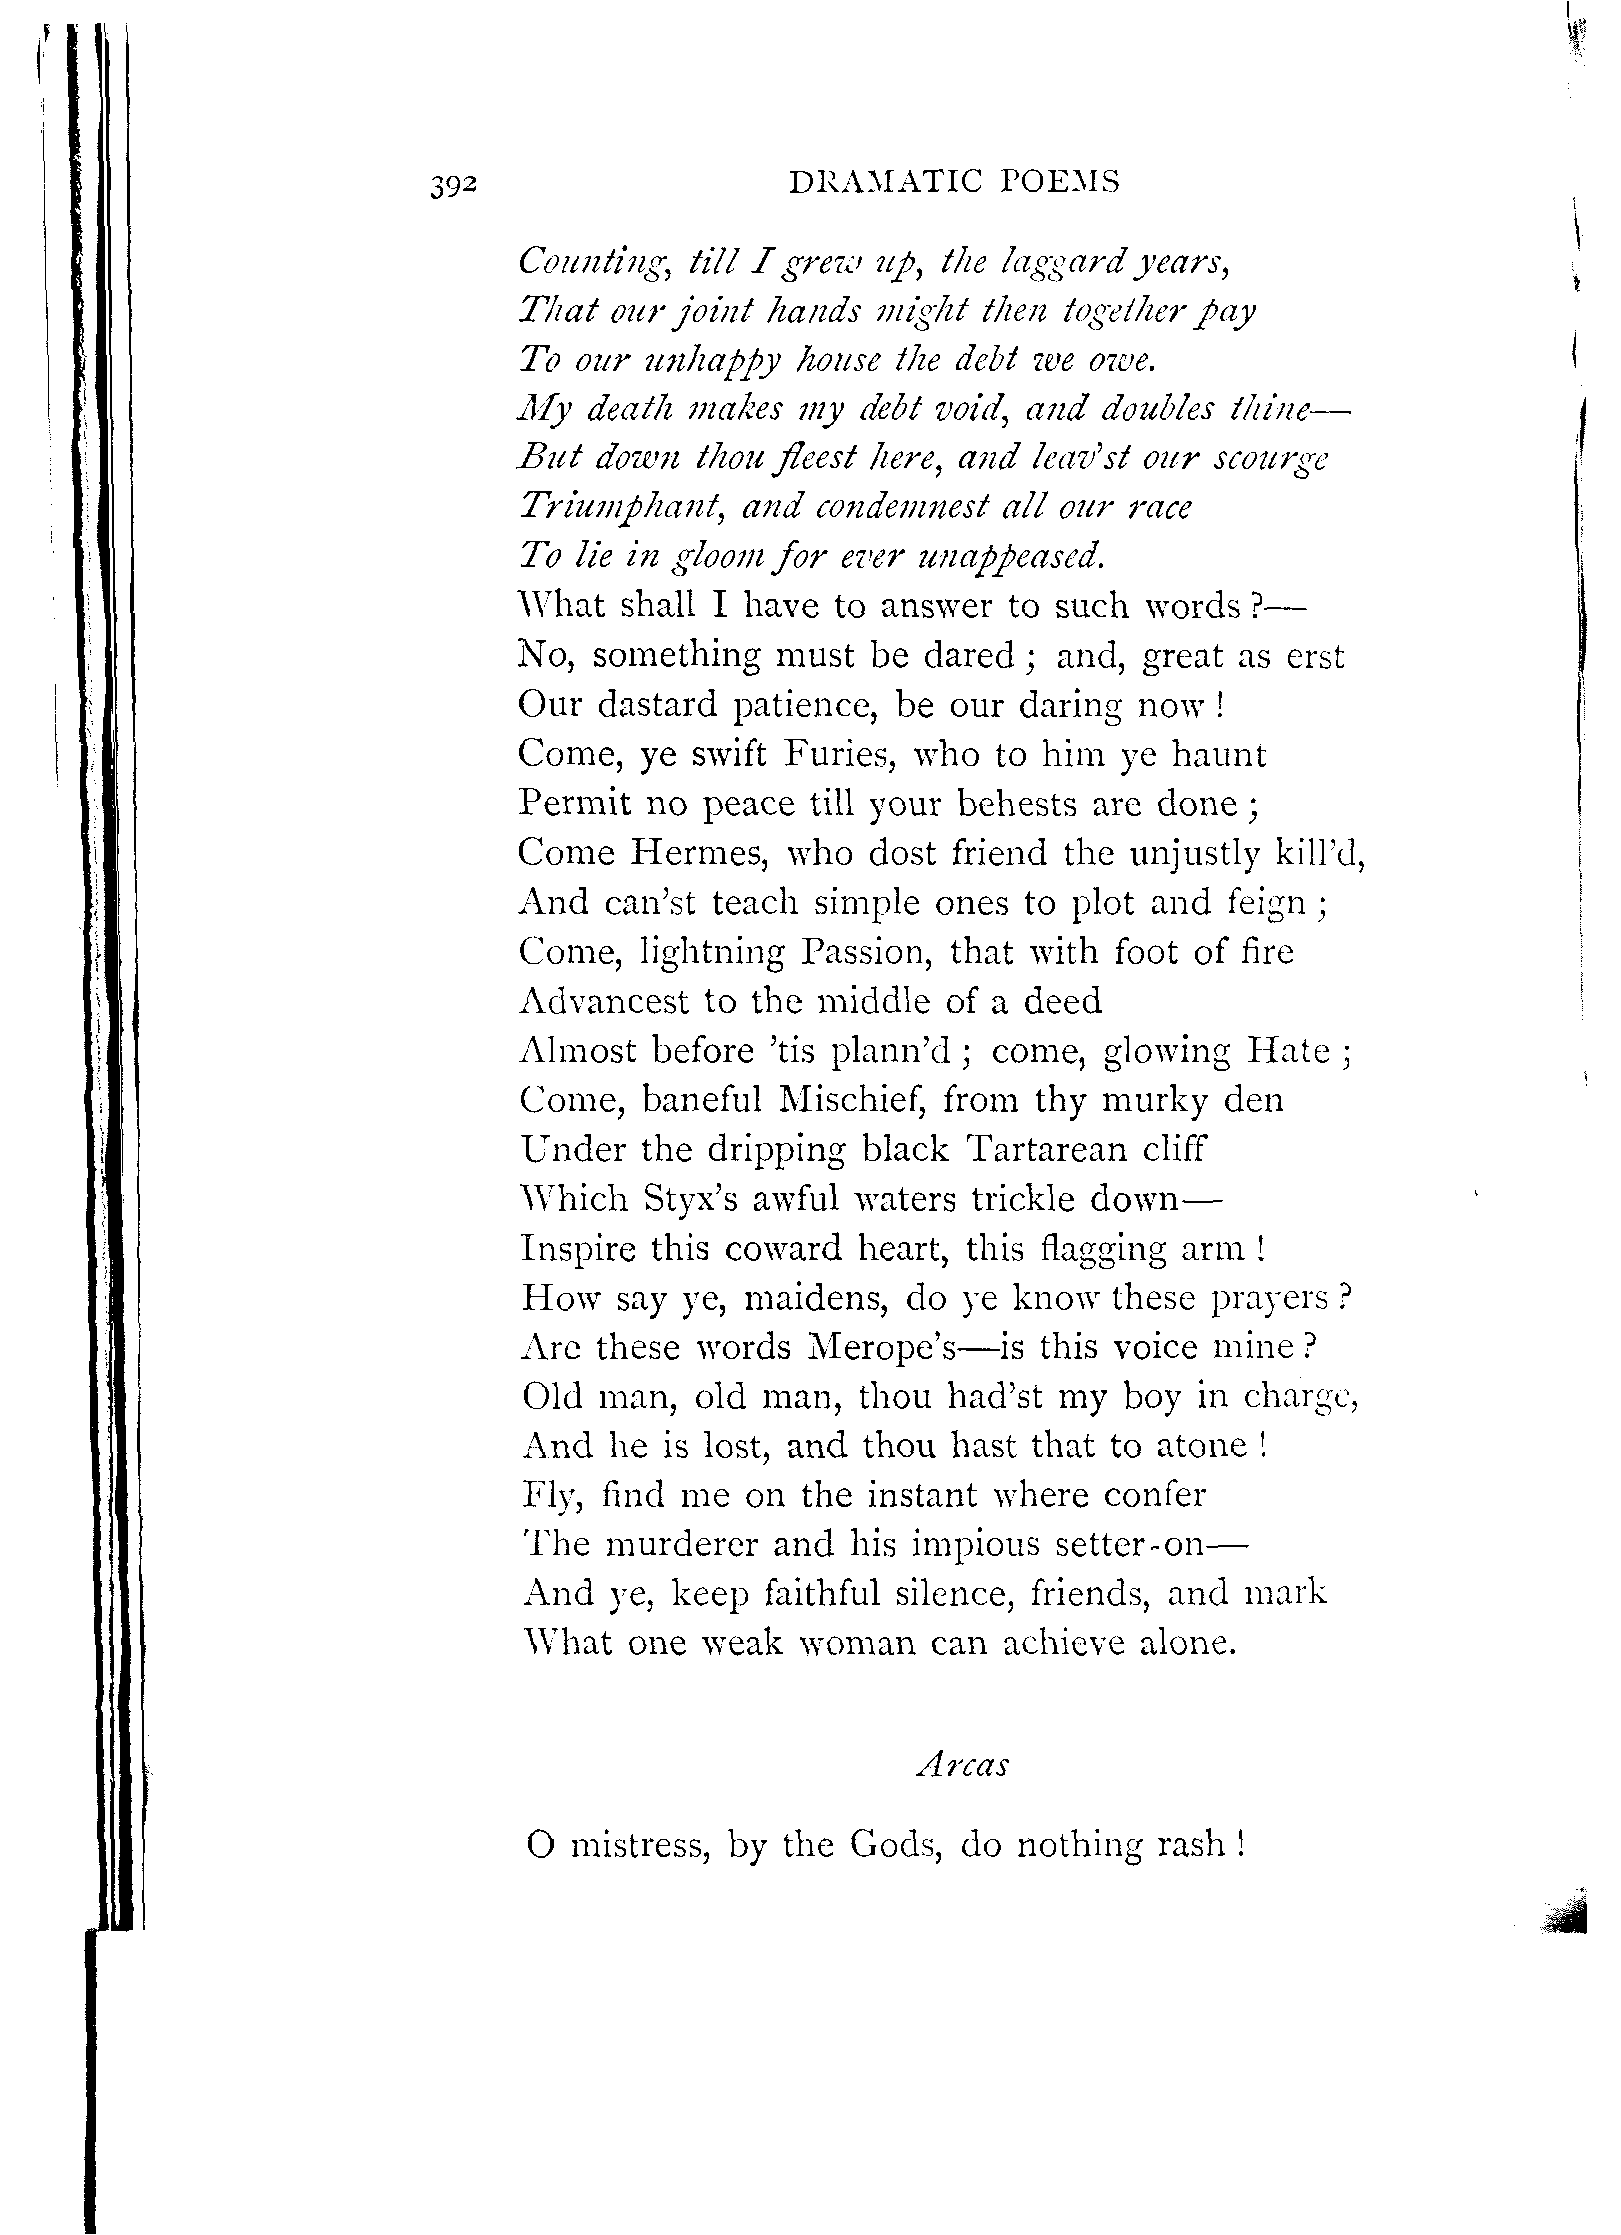 392 DRAMATIC POEMS
Counting, till I grew up, the laggard years,
That our joint hands might then together pay
To our unhappy house the debt we owe.
My death makes my debt void, and doubles thine—
But down thou fleest here, and leav'st our scourge
Triumphant, and condemnest all our race
To lie in gloom for ever unappeased.
What shall I have to answer to such words ?—
No, something must be dared ; and, great as erst
Our dastard patience, be our daring now !
Come, ye swift Furies, who to him ye haunt
Permit no peace till your behests are done ;
Come Hermes, who dost friend the unjustly kill'd,
And can'st teach simple ones to plot and feign ;
Come, lightning Passion, that with foot of fire
Advancest to the middle of a deed
Almost before 'tis plann'd ; come, glowing Hate ;
Come, baneful Mischief, from thy murky den
Under the dripping black Tartarean cliff
Which Styx's awful waters trickle down—
Inspire this coward heart, this flagging arm !
How say ye, maidens, do ye know these prayers ?
Are these words Merope's—is this voice mine ?
Old man, old man, thou had'st my boy in charge,
And he is lost, and thou hast that to atone !
Fly, find me on the instant where confer
The murderer and his impious setter-on—
And ye, keep faithful silence, friends, and mark
What one weak woman can achieve alone.
Arcas
O mistress, by the Gods, do nothing rash !